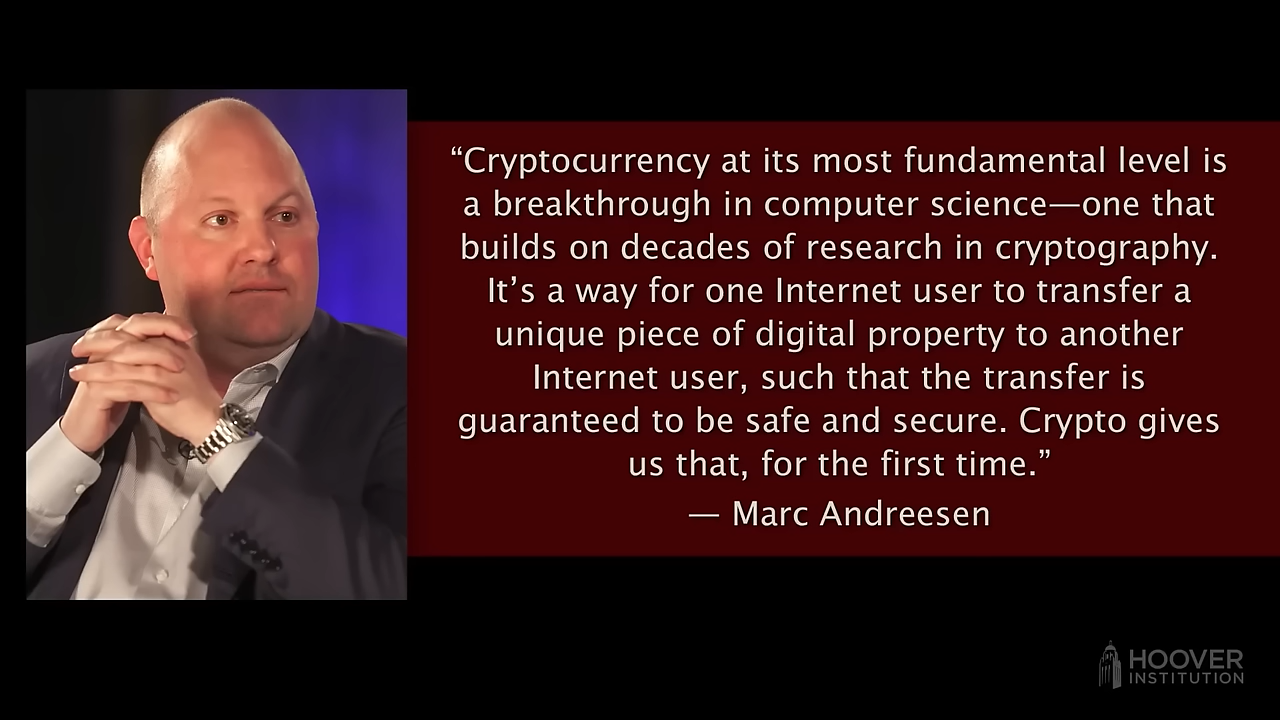 “Cryptocurrency at its most fundamental level is
a breakthrough in computer science—one that
builds on decades of research in cryptography.
It’s a way for one Internet user to transfer a
unique piece of digital property to another
Internet user, such that the transfer is
guaranteed to be safe and secure. Crypto gives
us that, for the first time.”
— Marc Andreesen
HOOVER
INSTITUTION